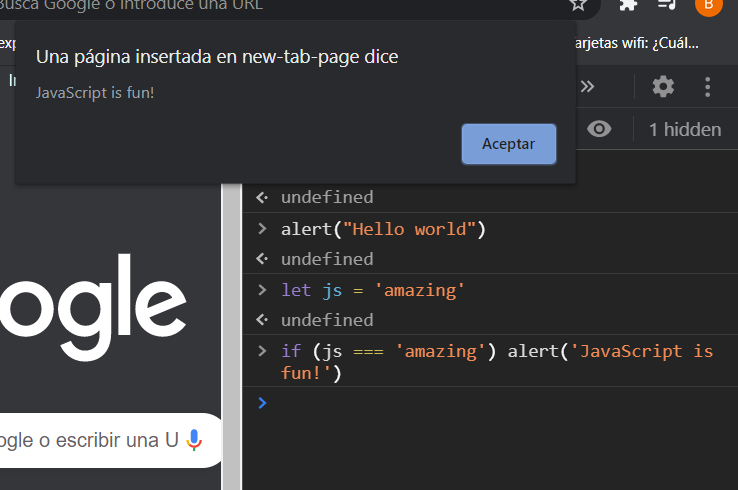 Busca Google o introduce una URL
B
Una página insertada en new-tab-page dice
JavaScript is fun!
Aceptar
arjetas wifi: ¿Cuál...
»
1 hidden
undefined
alert("Hello world")
undefined
let js = 'amazing'
undefined
if (js === 'amazing') alert('JavaScript is
fun!')
ogle
ogle o escribir una U